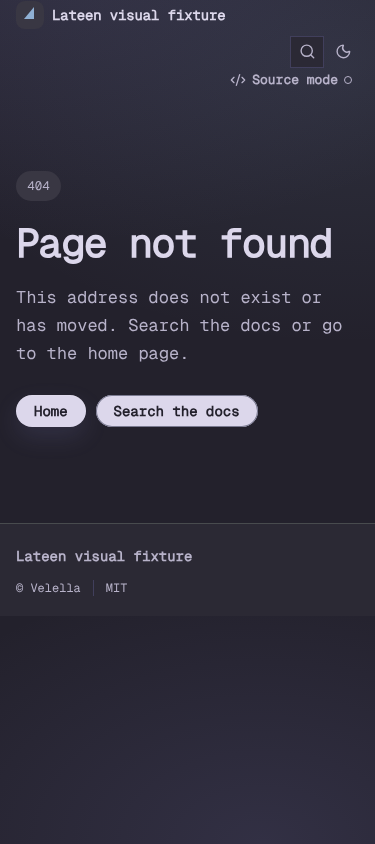 Lateen visual fixture
Source mode
404
Page not found
This address does not exist or
has moved. Search the docs or go
to the home page.
Home
Search the docs
Lateen visual fixture
© Velella
MIT